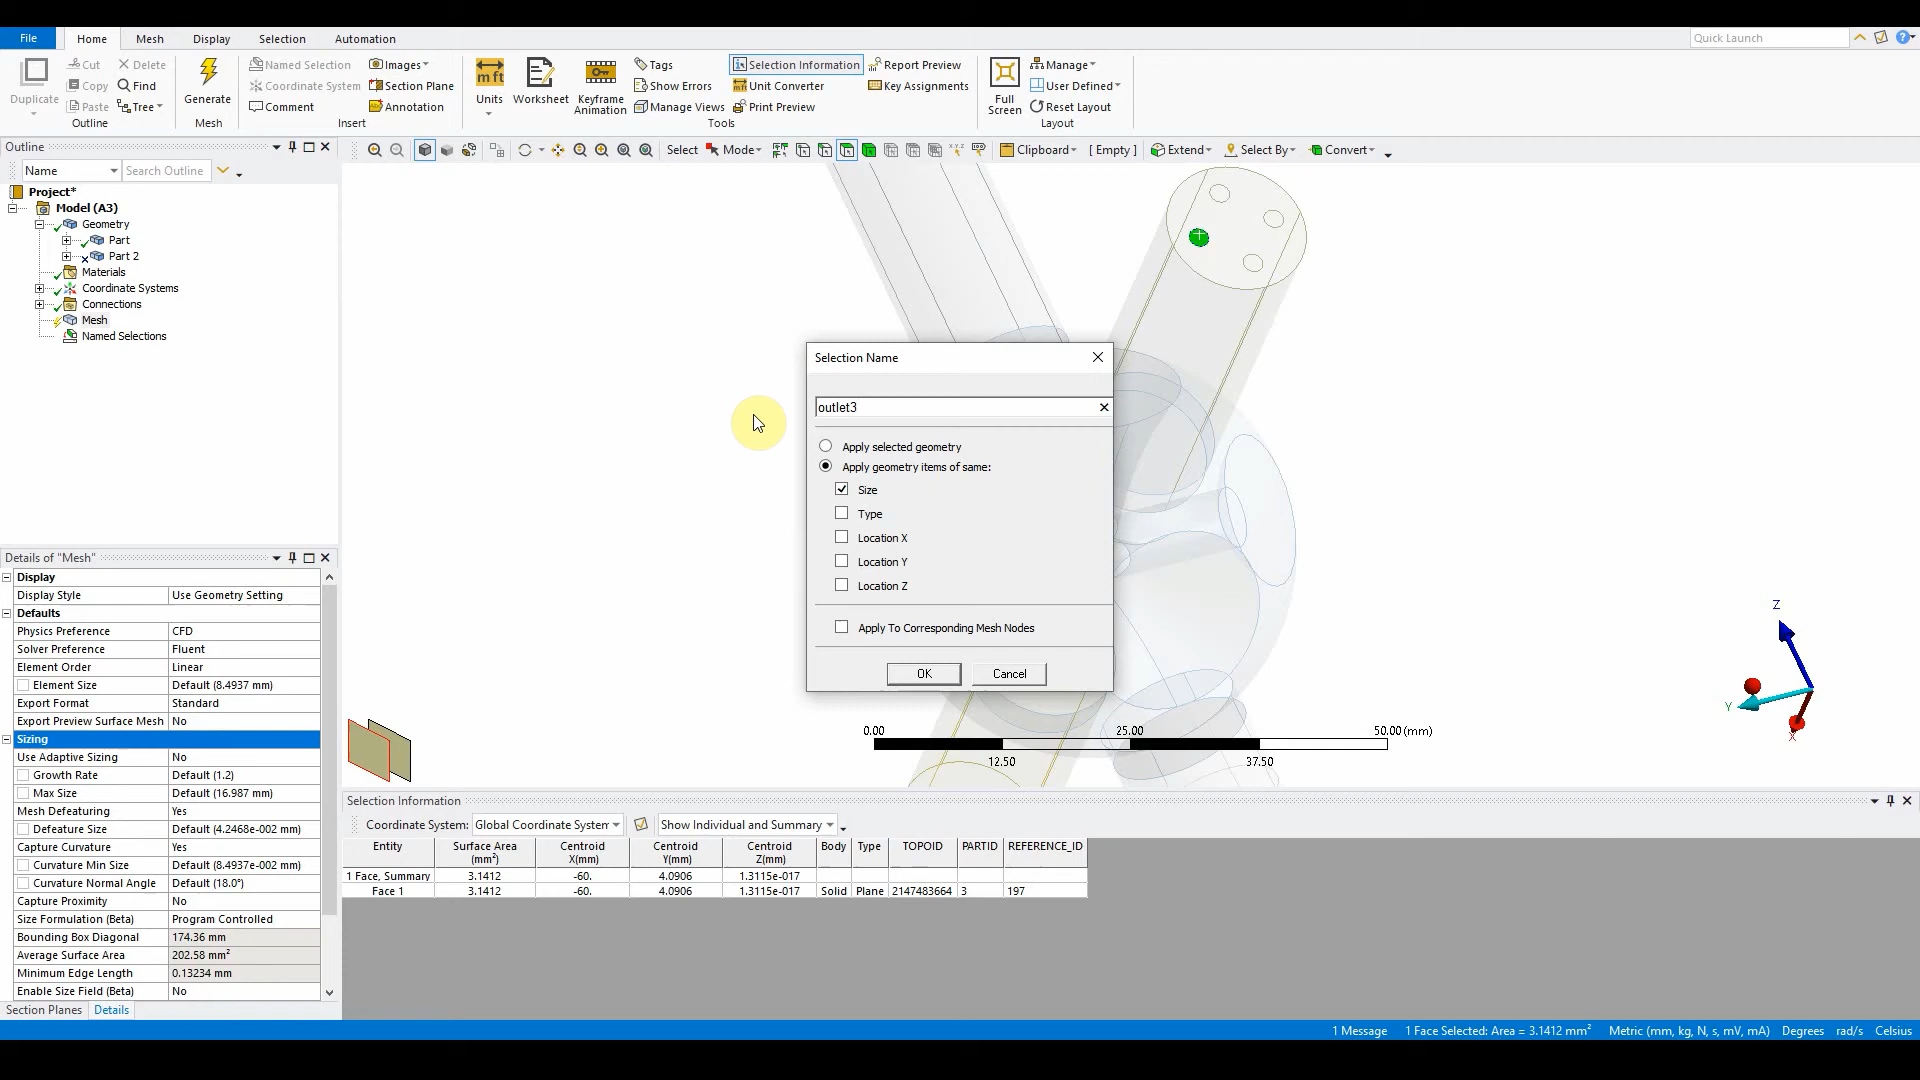 File
Home
Mesh
Display
Selection
Automation
Quick Launch
Duplicate
Cut
Copy
Paste
Delete
Find
Tree
Outline
Generate
Mesh
Named Selection
Coordinate System
Comment
Images
Section Plane
Annotation
Insert
Units
Worksheet
Keyframe
Animation
Tags
Show Errors
Manage Views
Selection Information
Unit Converter
Print Preview
Report Preview
Key Assignments
Tools
Full
Screen
Manage
User Defined
Reset Layout
Layout
Outline
Name
Search Outline
Select
Mode
Clipboard
[ Empty ]
Extend
Select By
Convert
Project*
Model (A3)
Geometry
Part
Part 2
Materials
Coordinate Systems
Connections
Mesh
Named Selections
Details of "Mesh"
Display
Display Style Use Geometry Setting
Defaults
Physics Preference CFD
Solver Preference Fluent
Element Order Linear
Element Size Default (8.4937 mm)
Export Format Standard
Export Preview Surface Mesh No
Sizing
Use Adaptive Sizing No
Growth Rate Default (1.2)
Max Size Default (16.987 mm)
Mesh Defeaturing Yes
Defeature Size Default (4.2468e-002 mm)
Capture Curvature Yes
Curvature Min Size Default (8.4937e-002 mm)
Curvature Normal Angle Default (18.0°)
Capture Proximity No
Size Formulation (Beta) Program Controlled
Bounding Box Diagonal 174.36 mm
Average Surface Area 202.58 mm²
Minimum Edge Length 0.13234 mm
Enable Size Field (Beta) No
Section Planes
Details
Selection Name
outlet3
Apply selected geometry
Apply geometry items of same:
Size
Type
Location X
Location Y
Location Z
Apply To Corresponding Mesh Nodes
OK
Cancel
0.00 25.00 50.00 (mm)
12.50 37.50
Z
Y
X
Selection Information
Coordinate System: Global Coordinate System
Show Individual and Summary
Entity Surface Area (mm²) Centroid X(mm) Centroid Y(mm) Centroid Z(mm) Body Type TOPOID PARTID REFERENCE_ID
1 Face, Summary 3.1412 -60. 4.0906 1.3115e-017
Face 1 3.1412 -60. 4.0906 1.3115e-017 Solid Plane 2147483664 3 197
1 Message
1 Face Selected: Area = 3.1412 mm²
Metric (mm, kg, N, s, mV, mA)
Degrees
rad/s
Celsius